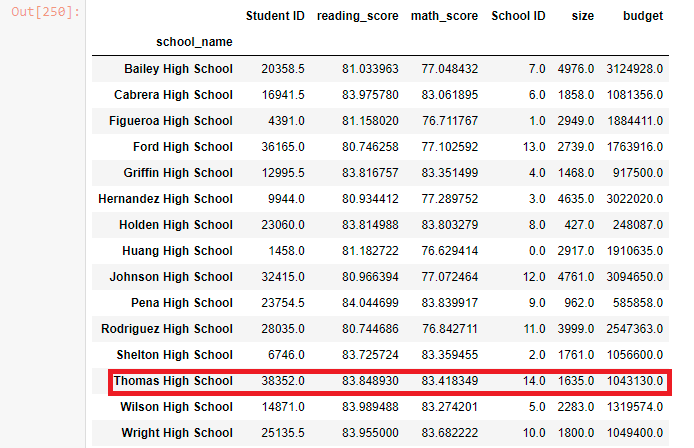 Out[250]:
Student ID reading_score math_score School ID size budget
school_name
Bailey High School 20358.5 81.033963 77.048432 7.0 4976.0 3124928.0
Cabrera High School 16941.5 83.975780 83.061895 6.0 1858.0 1081356.0
Figueroa High School 4391.0 81.158020 76.711767 1.0 2949.0 1884411.0
Ford High School 36165.0 80.746258 77.102592 13.0 2739.0 1763916.0
Griffin High School 12995.5 83.816757 83.351499 4.0 1468.0 917500.0
Hernandez High School 9944.0 80.934412 77.289752 3.0 4635.0 3022020.0
Holden High School 23060.0 83.814988 83.803279 8.0 427.0 248087.0
Huang High School 1458.0 81.182722 76.629414 0.0 2917.0 1910635.0
Johnson High School 32415.0 80.966394 77.072464 12.0 4761.0 3094650.0
Pena High School 23754.5 84.044699 83.839917 9.0 962.0 585858.0
Rodriguez High School 28035.0 80.744686 76.842711 11.0 3999.0 2547363.0
Shelton High School 6746.0 83.725724 83.359455 2.0 1761.0 1056600.0
Thomas High School 38352.0 83.848930 83.418349 14.0 1635.0 1043130.0
Wilson High School 14871.0 83.989488 83.274201 5.0 2283.0 1319574.0
Wright High School 25135.5 83.955000 83.682222 10.0 1800.0 1049400.0